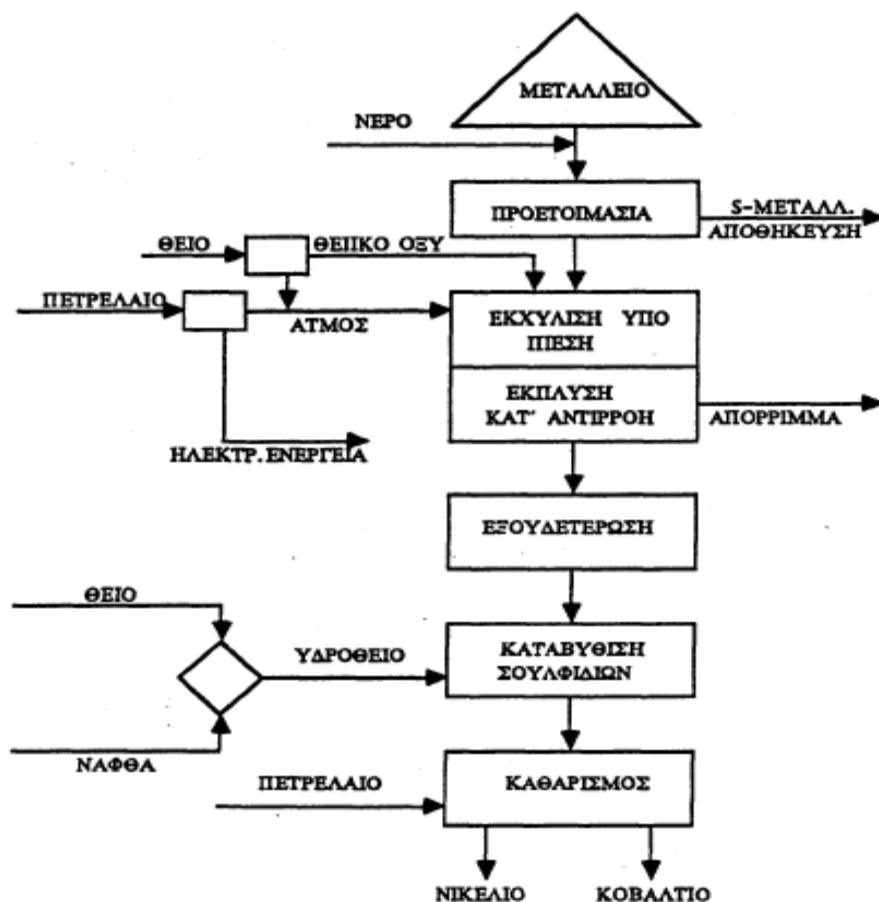 ΜΕΤΑΛΛΕΙΟ
ΝΕΡΟ
ΠΡΟΕΤΟΙΜΑΣΙΑ
S-ΜΕΤΑΛΛ.
ΑΠΟΘΗΚΕΥΣΗ
ΘΕΙΟ
ΘΕΙΙΚΟ ΟΞΥ
ΠΕΤΡΕΛΑΙΟ
ΑΤΜΟΣ
ΕΚΧΥΛΙΣΗ ΥΠΟ
ΠΙΕΣΗ
ΕΚΠΛΥΣΗ
ΚΑΤ΄ ΑΝΤΙΡΡΟΗ
ΑΠΟΡΡΙΜΜΑ
ΗΛΕΚΤΡ. ΕΝΕΡΓΕΙΑ
ΕΞΟΥΔΕΤΕΡΩΣΗ
ΘΕΙΟ
ΥΔΡΟΘΕΙΟ
ΚΑΤΑΒΥΘΙΣΗ
ΣΟΥΛΦΙΔΙΩΝ
ΝΑΦΘΑ
ΠΕΤΡΕΛΑΙΟ
ΚΑΘΑΡΙΣΜΟΣ
ΝΙΚΕΛΙΟ
ΚΟΒΑΛΤΙΟ